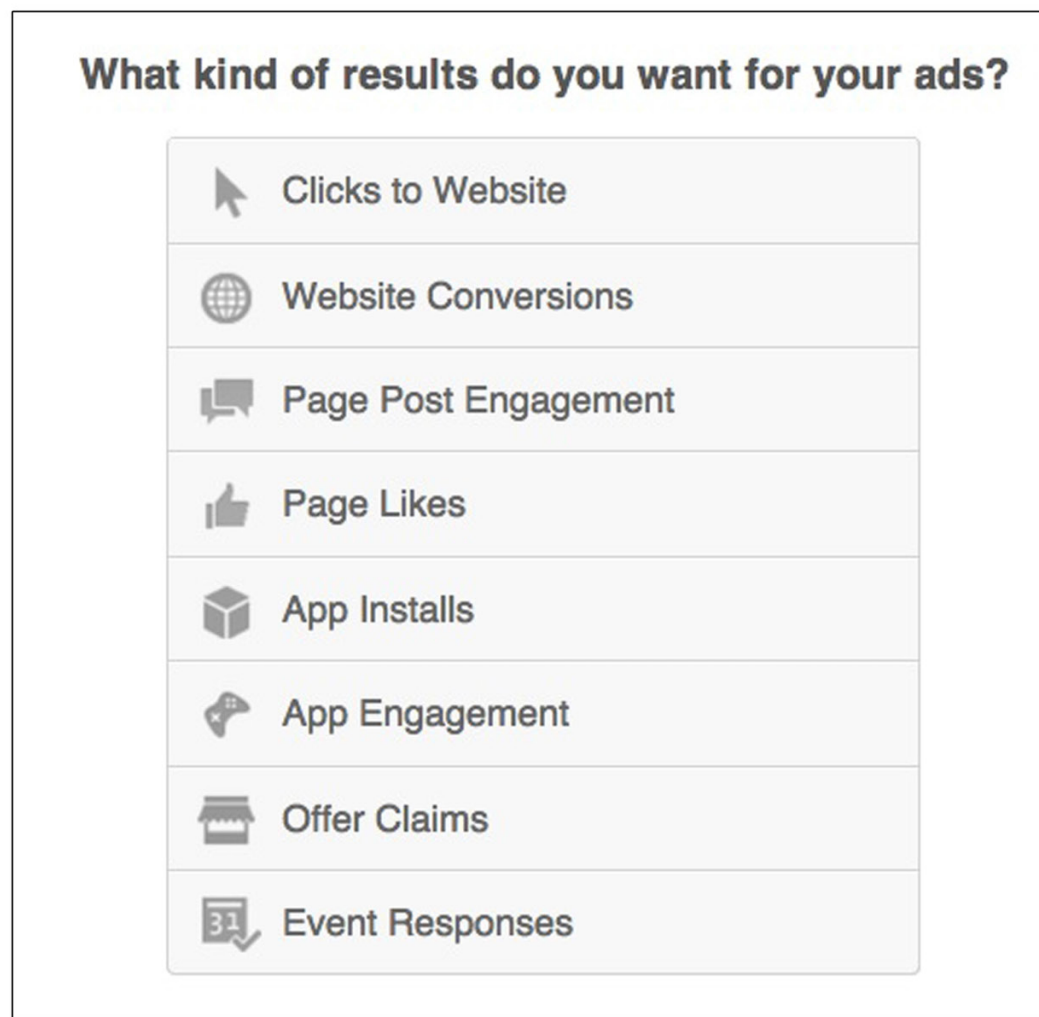 What kind of results do you want for your ads?
Clicks to Website
Website Conversions
Page Post Engagement
Page Likes
App Installs
App Engagement
Offer Claims
31
Event Responses